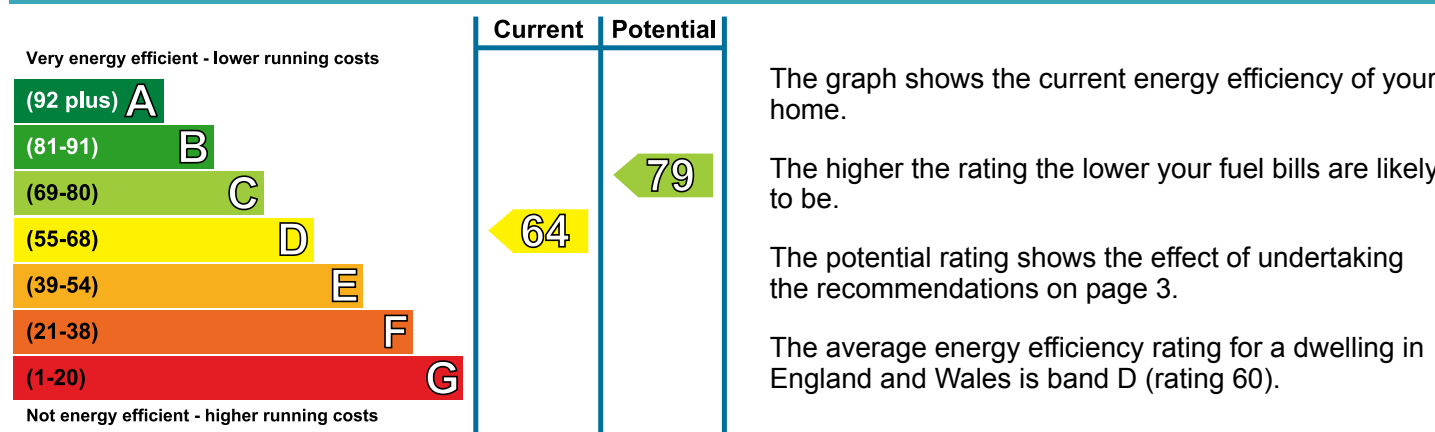 Current Potential
Very energy efficient - lower running costs
(92 plus) A
(81-91) B
(69-80) C
(55-68) D
(39-54) E
(21-38) F
(1-20) G
Not energy efficient - higher running costs
64
79
The graph shows the current energy efficiency of your
home.
The higher the rating the lower your fuel bills are likely
to be.
The potential rating shows the effect of undertaking
the recommendations on page 3.
The average energy efficiency rating for a dwelling in
England and Wales is band D (rating 60).